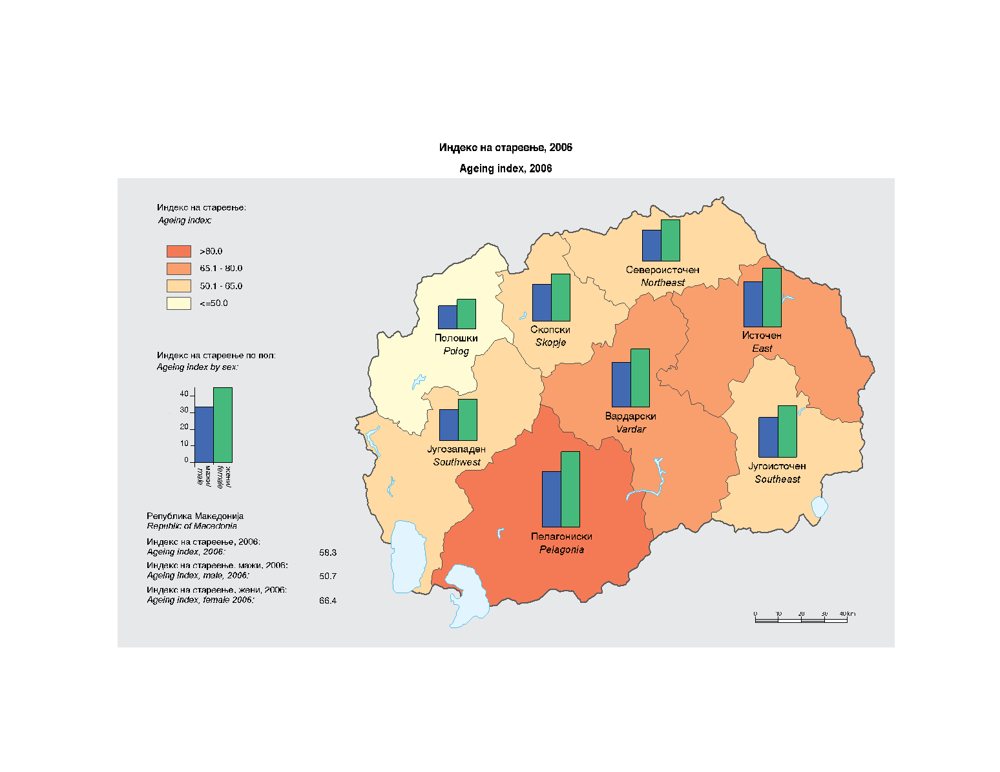 Индекс на стареење, 2006
Ageing index, 2006
Индекс на стареење:
Ageing index:
>80.0
65.1 - 80.0
50.1 - 65.0
<=50.0
Индекс на стареење по пол:
Ageing index by sex:
40
30
20
10
0
мажи/
male
жени/
female
Република Македонија
Republic of Macedonia
Индекс на стареење, 2006:
Ageing index, 2006:
58.3
Индекс на стареење, мажи, 2006:
Ageing index, male, 2006:
50.7
Индекс на стареење, жени, 2006:
Ageing index, female 2006:
66.4
Североисточен
Northeast
Скопски
Skopje
Полошки
Polog
Источен
East
Вардарски
Vardar
Југозападен
Southwest
Југоисточен
Southeast
Пелагониски
Pelagonia
0 10 20 30 40 km